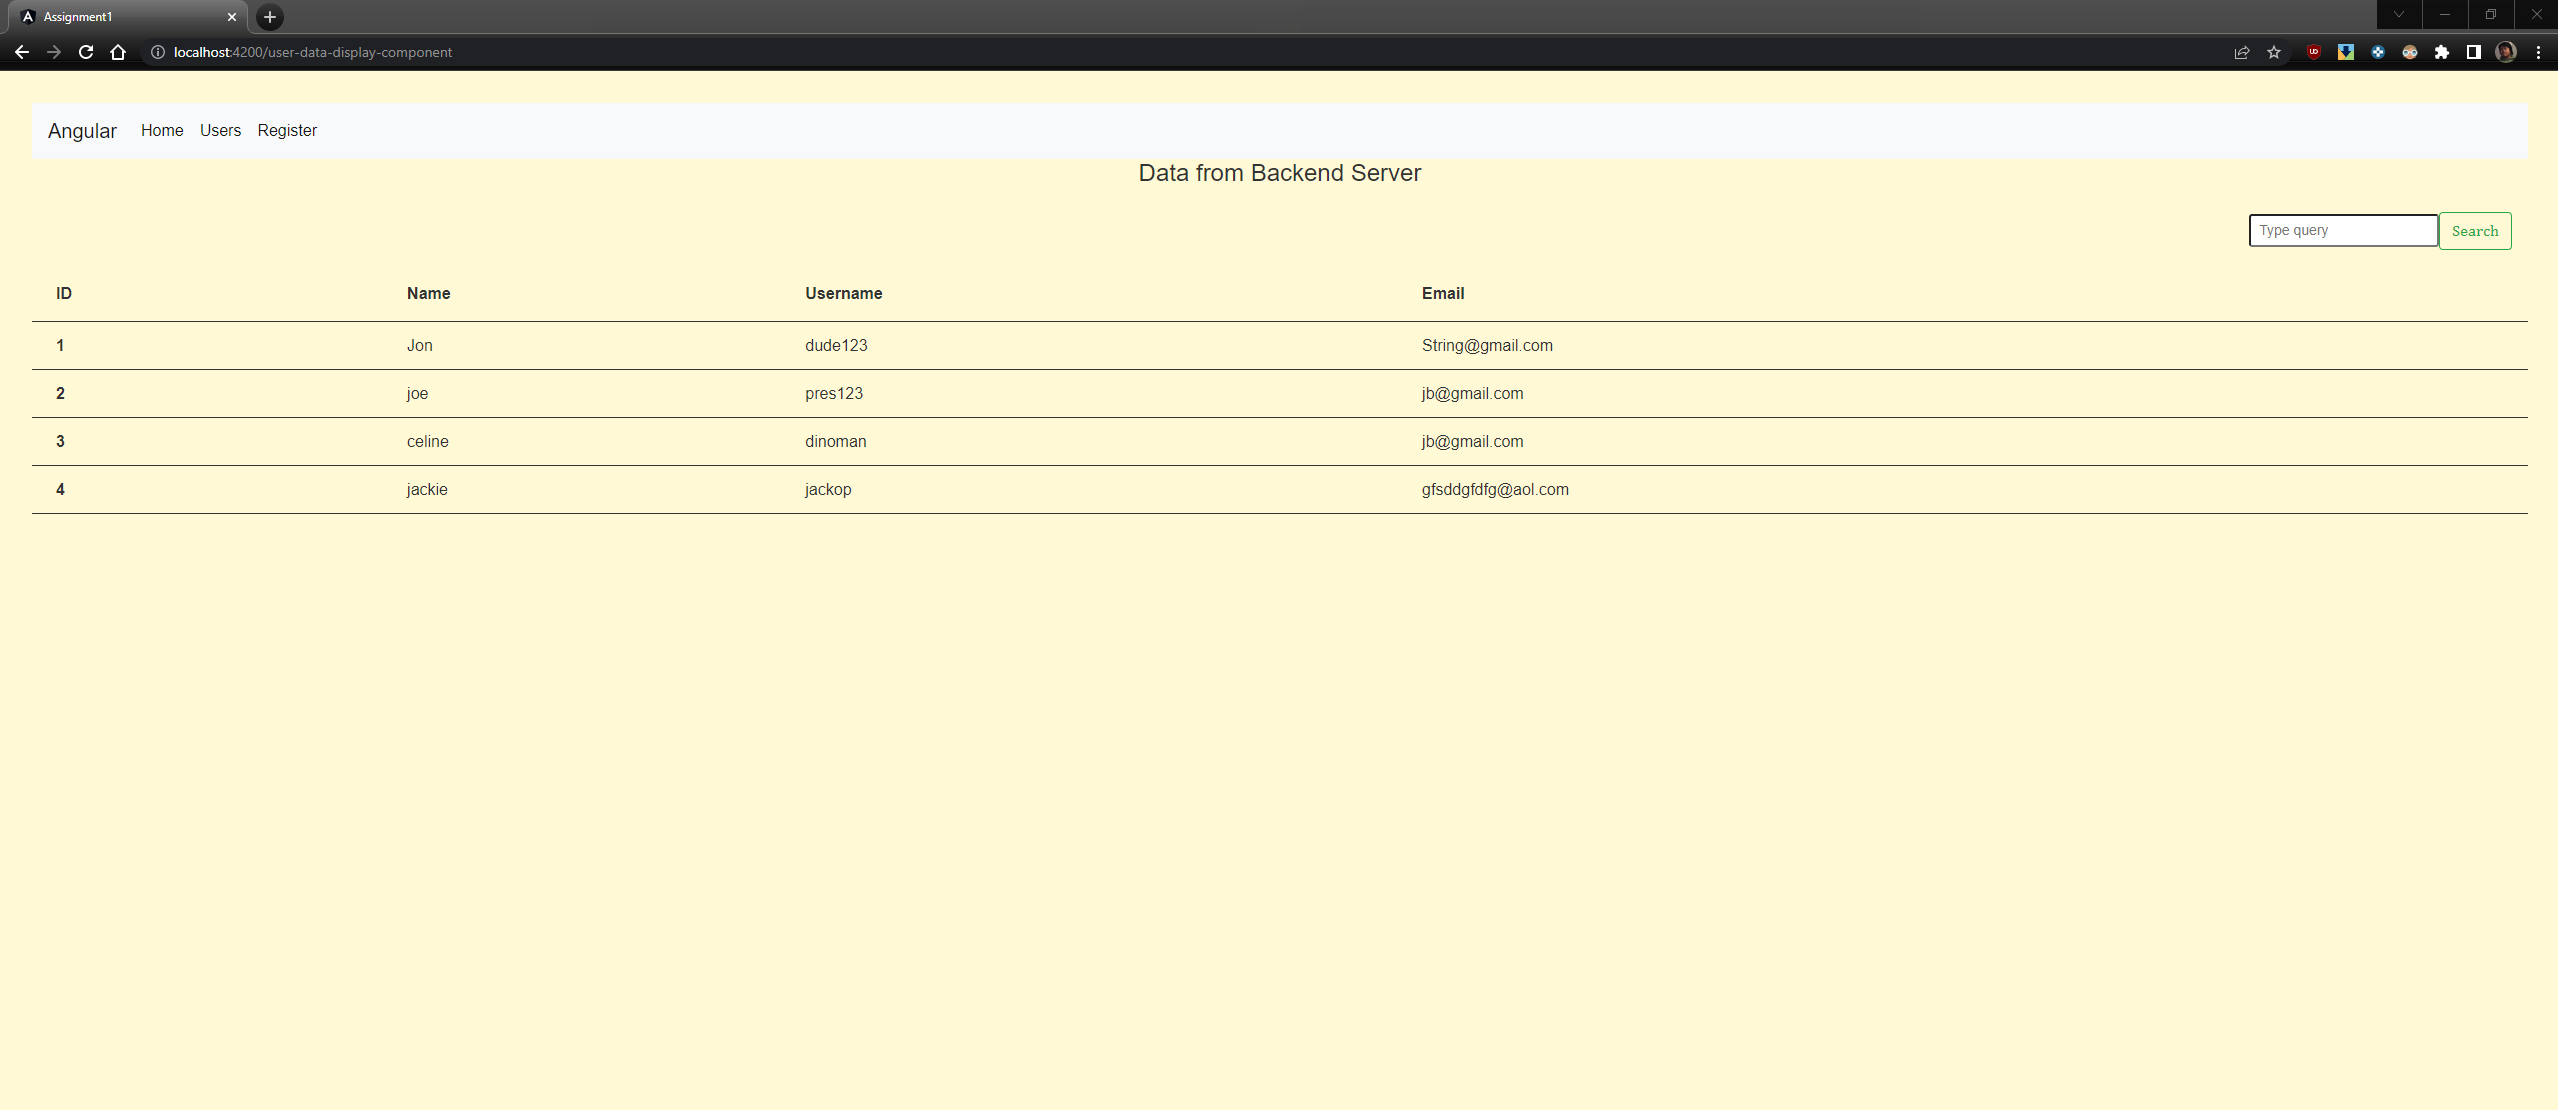 Assignment1
localhost:4200/user-data-display-component
Angular Home Users Register
Data from Backend Server
Type query Search
ID Name Username Email
1 Jon dude123 String@gmail.com
2 joe pres123 jb@gmail.com
3 celine dinoman jb@gmail.com
4 jackie jackop gfsddgfdfg@aol.com